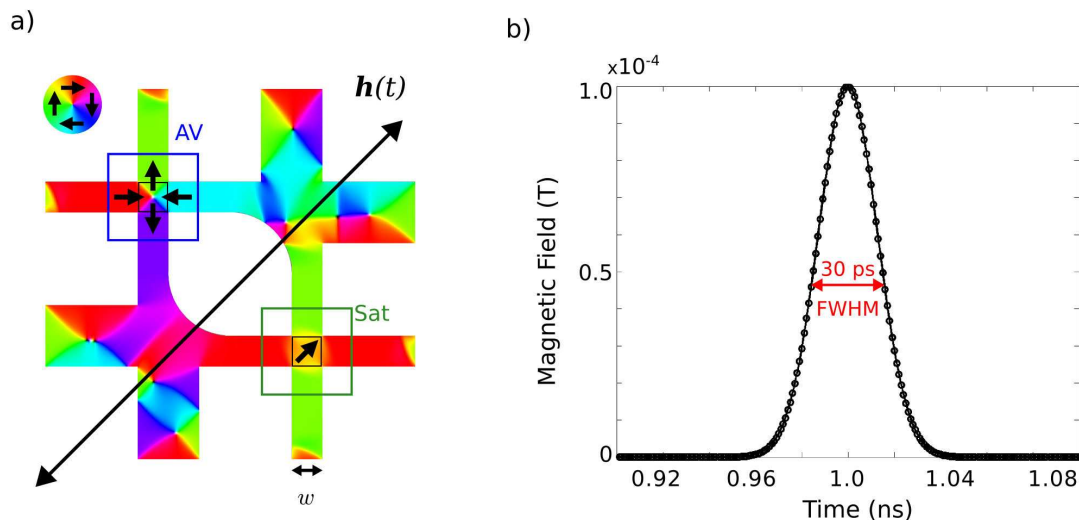 a)
h(t)
AV
Sat
w
b)
x10⁻⁴
1.0
0.5
0
Magnetic Field (T)
30 ps
FWHM
0.92
0.96
1.0
1.04
1.08
Time (ns)